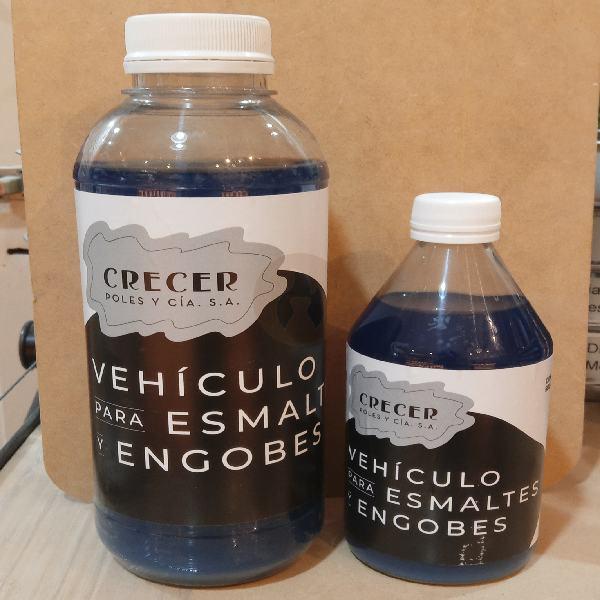 CRECER
POLES Y CÍA. S.A.
VEHÍCULO
PARA ESMALT
Y ENGOBES
CRECER
POLES Y CÍA. S.A.
VEHÍCULO
PARA ESMALTES
Y ENGOBES